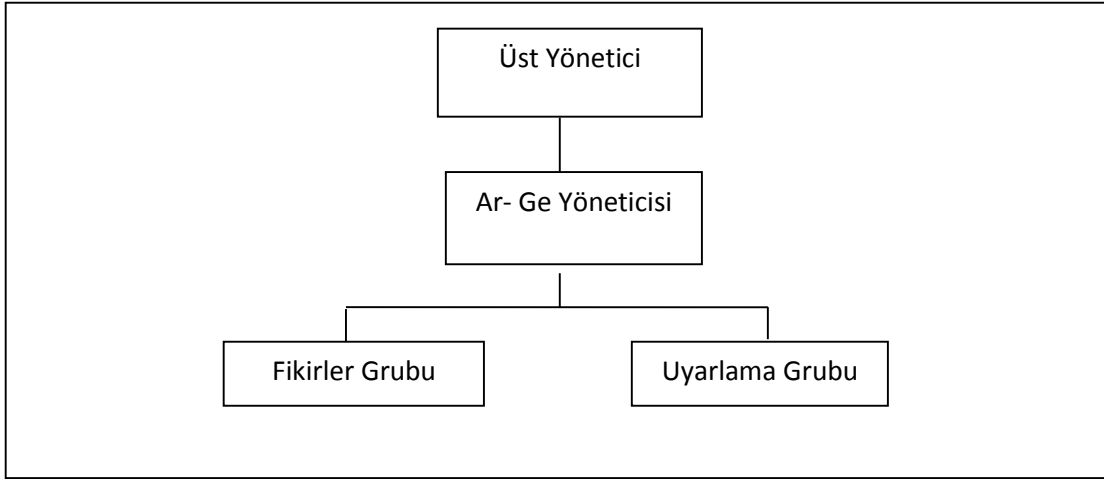 Üst Yönetici
Ar- Ge Yöneticisi
Fikirler Grubu
Uyarlama Grubu